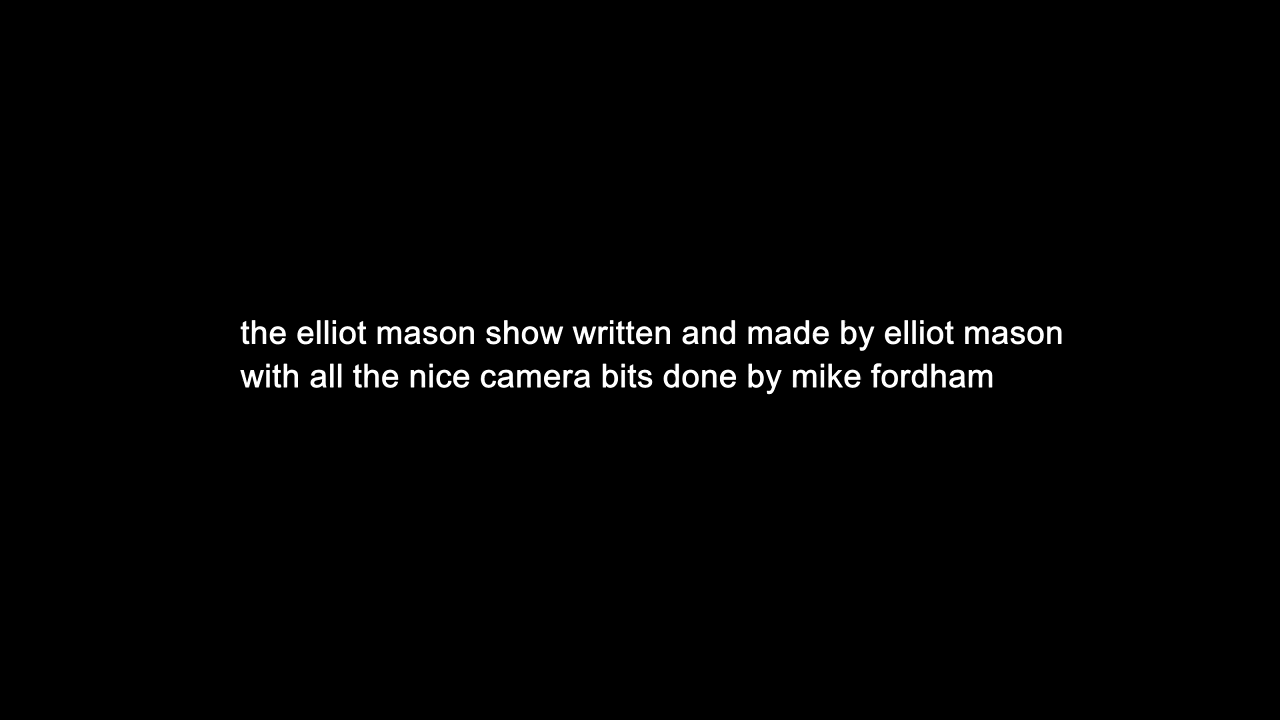 the elliot mason show written and made by elliot mason
with all the nice camera bits done by mike fordham